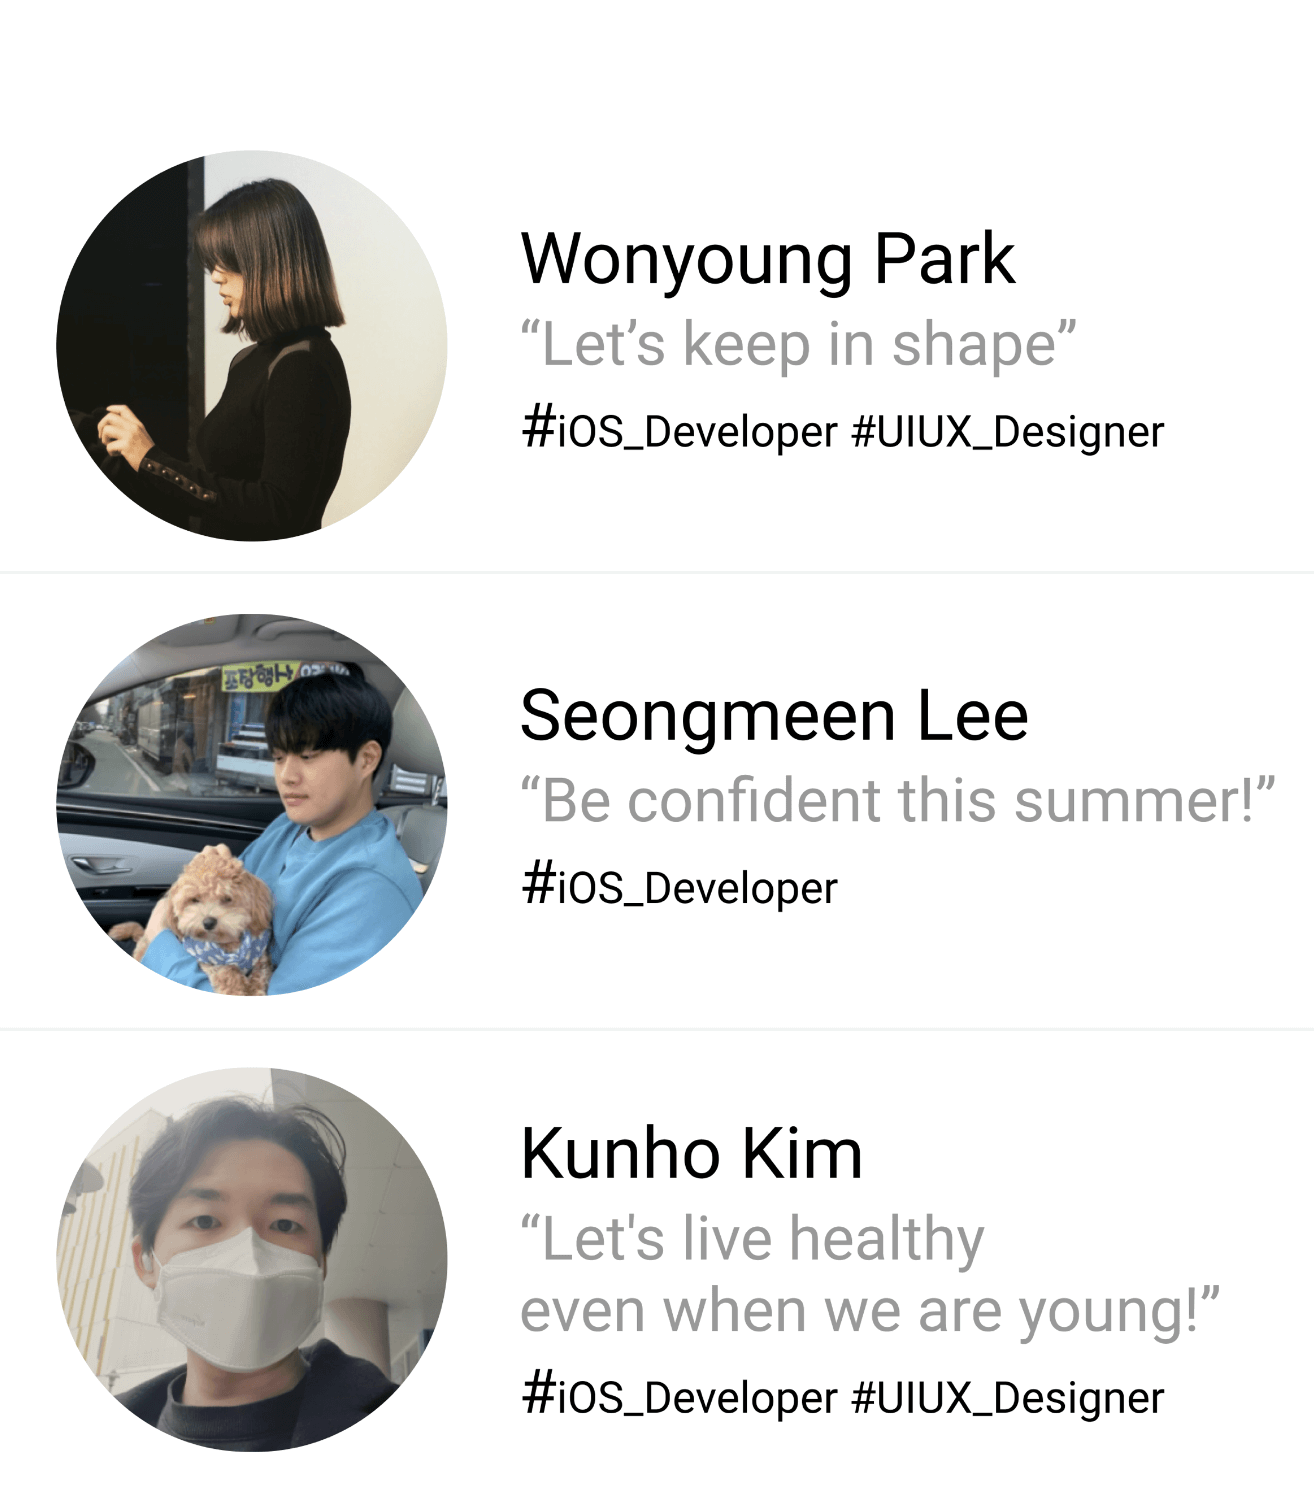 Wonyoung Park
“Let’s keep in shape”
#iOS_Developer #UIUX_Designer
Seongmeen Lee
“Be confident this summer!”
#iOS_Developer
Kunho Kim
“Let's live healthy
even when we are young!”
#iOS_Developer #UIUX_Designer